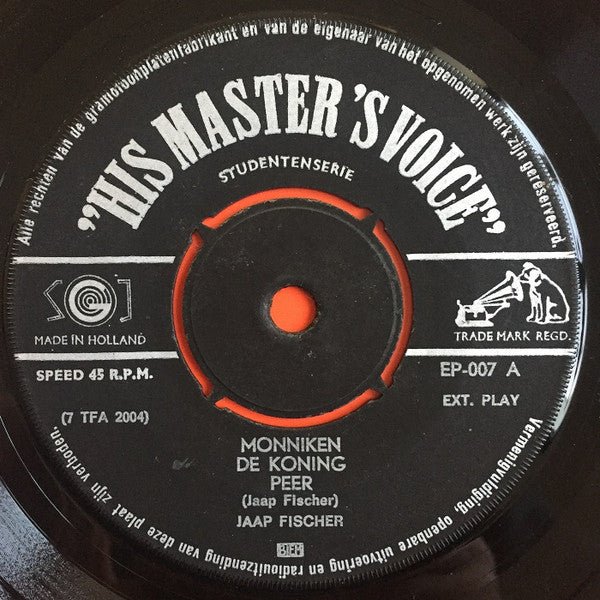 Alle rechten van de gramofoonplatenfabrikant en van de eigenaar van het opgenomen werk zijn gereserveerd.
"HIS MASTER'S VOICE"
STUDENTENSERIE
MADE IN HOLLAND
TRADE MARK REGD.
SPEED 45 R.P.M.
EP-007 A
(7 TFA 2004)
EXT. PLAY
MONNIKEN
DE KONING
PEER
(Jaap Fischer)
JAAP FISCHER
BIEM
Vermenigvuldiging, openbare uitvoering en radiouitzending van deze plaat zijn verboden.